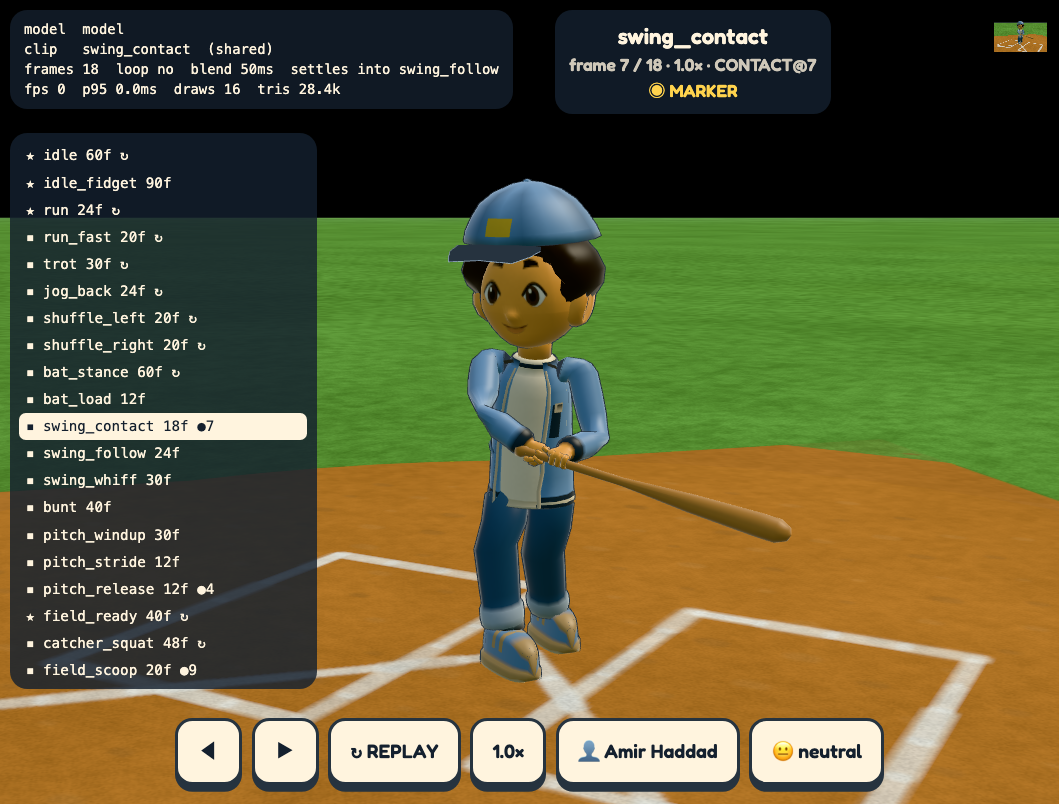 model  model
clip   swing_contact  (shared)
frames 18  loop no  blend 50ms  settles into swing_follow
fps 0  p95 0.0ms  draws 16  tris 28.4k
swing_contact
frame 7 / 18 · 1.0× · CONTACT@7
◉ MARKER
★ idle 60f ↻
★ idle_fidget 90f
★ run 24f ↻
▪ run_fast 20f ↻
▪ trot 30f ↻
▪ jog_back 24f ↻
▪ shuffle_left 20f ↻
▪ shuffle_right 20f ↻
▪ bat_stance 60f ↻
▪ bat_load 12f
▪ swing_contact 18f ●7
▪ swing_follow 24f
▪ swing_whiff 30f
▪ bunt 40f
▪ pitch_windup 30f
▪ pitch_stride 12f
▪ pitch_release 12f ●4
★ field_ready 40f ↻
▪ catcher_squat 48f ↻
▪ field_scoop 20f ●9
◀ ▶ ↻ REPLAY 1.0× 👤 Amir Haddad 😐 neutral